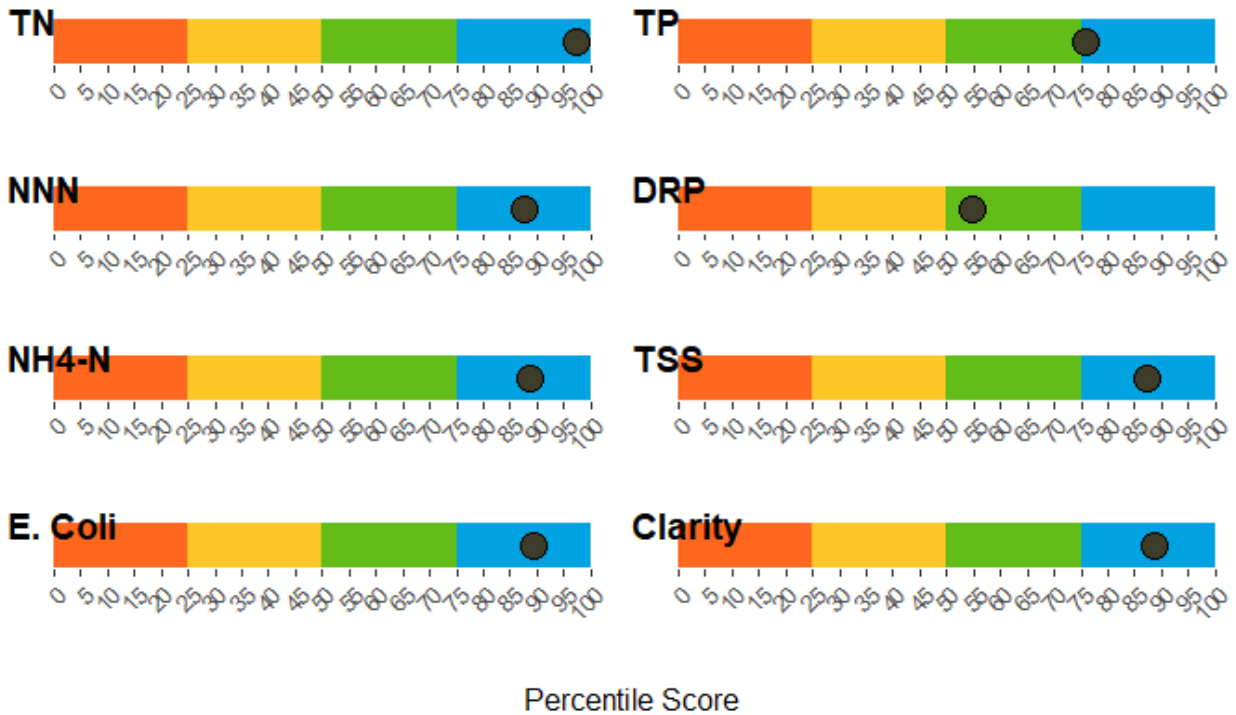 TN
0 5 10 15 20 25 30 35 40 45 50 55 60 65 70 75 80 85 90 95 100
TP
0 5 10 15 20 25 30 35 40 45 50 55 60 65 70 75 80 85 90 95 100
NNN
0 5 10 15 20 25 30 35 40 45 50 55 60 65 70 75 80 85 90 95 100
DRP
0 5 10 15 20 25 30 35 40 45 50 55 60 65 70 75 80 85 90 95 100
NH4-N
0 5 10 15 20 25 30 35 40 45 50 55 60 65 70 75 80 85 90 95 100
TSS
0 5 10 15 20 25 30 35 40 45 50 55 60 65 70 75 80 85 90 95 100
E. Coli
0 5 10 15 20 25 30 35 40 45 50 55 60 65 70 75 80 85 90 95 100
Clarity
0 5 10 15 20 25 30 35 40 45 50 55 60 65 70 75 80 85 90 95 100
Percentile Score